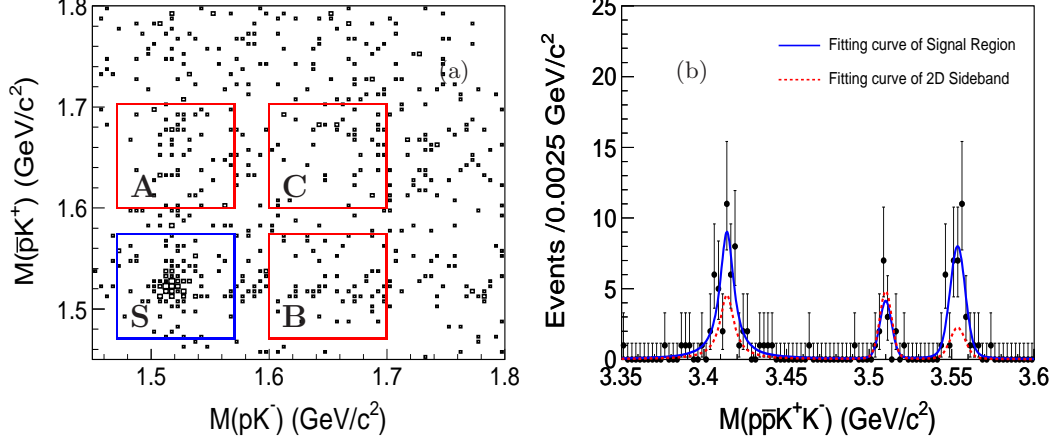 1.8
1.7
1.6
1.5
M(p̅K⁺) (GeV/c²)
(a)
A
C
S
B
1.5 1.6 1.7 1.8
M(pK⁻) (GeV/c²)
25
20
15
10
5
0
Events /0.0025 GeV/c²
(b)
Fitting curve of Signal Region
Fitting curve of 2D Sideband
3.35 3.4 3.45 3.5 3.55 3.6
M(pp̅K⁺K⁻) (GeV/c²)